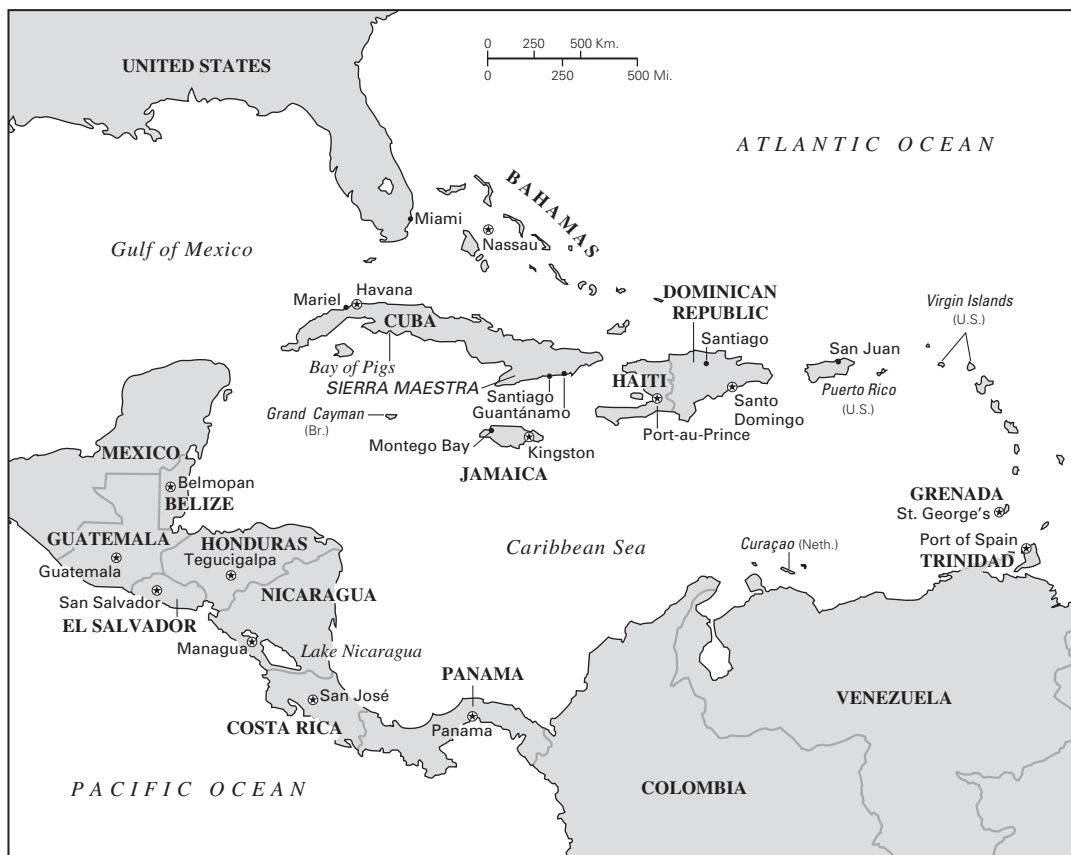 0 250 500 Km.
0 250 500 Mi.
UNITED STATES
ATLANTIC OCEAN
BAHAMAS
Miami
Nassau
Gulf of Mexico
Mariel
Havana
CUBA
DOMINICAN
REPUBLIC
Santiago
Virgin Islands
(U.S.)
San Juan
Bay of Pigs
SIERRA MAESTRA
HAITI
Puerto Rico
(U.S.)
Santiago
Guantánamo
Santo
Domingo
Grand Cayman
(Br.)
Port-au-Prince
Montego Bay
Kingston
JAMAICA
MEXICO
Belmopan
BELIZE
GRENADA
St. George's
GUATEMALA
Guatemala
HONDURAS
Tegucigalpa
Caribbean Sea
Curaçao (Neth.)
Port of Spain
TRINIDAD
San Salvador
EL SALVADOR
NICARAGUA
Managua
Lake Nicaragua
San José
COSTA RICA
PANAMA
Panama
VENEZUELA
COLOMBIA
PACIFIC OCEAN